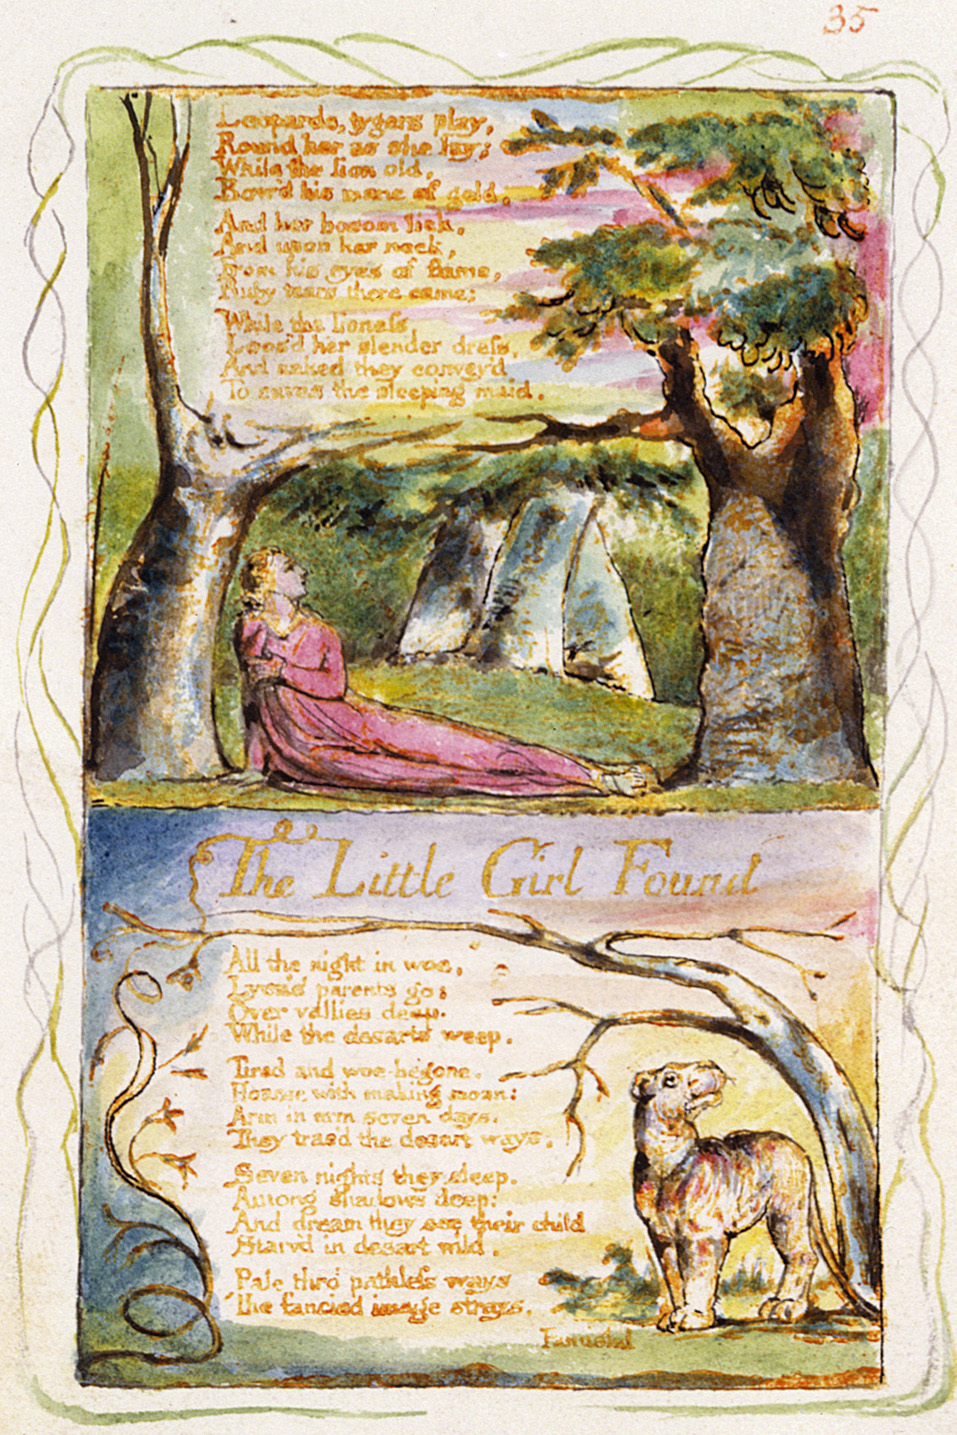 35
Leopards, tygers play,
Round her as she lay;
While the lion old,
Bow'd his mane of gold,
And her bosom lick,
And upon her neck,
From his eyes of flame,
Ruby tears there came;
While the lioness
Loos'd her slender dress,
And naked they convey'd
To caves the sleeping maid.
The Little Girl Found
All the night in woe,
Lyca's parents go:
Over vallies deep.
While the desarts weep.
Tired and woe-begone.
Hoarse with making moan:
Arm in arm seven days.
They trac'd the desart ways.
Seven nights they sleep.
Among shadows deep:
And dream they see their child
Starv'd in desart wild.
Pale thro' pathless ways
The fancied image strays.
Famish'd